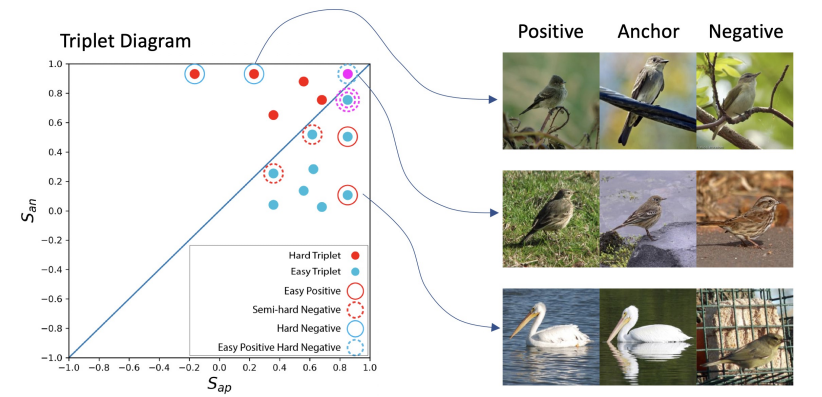 Triplet Diagram
Positive Anchor Negative
1.0
0.8
0.6
0.4
0.2
0.0
−0.2
−0.4
−0.6
−0.8
−1.0
San
Hard Triplet
Easy Triplet
Easy Positive
Semi-hard Negative
Hard Negative
Easy Positive Hard Negative
−1.0 −0.8 −0.6 −0.4 −0.2 0.0 0.2 0.4 0.6 0.8 1.0
Sap